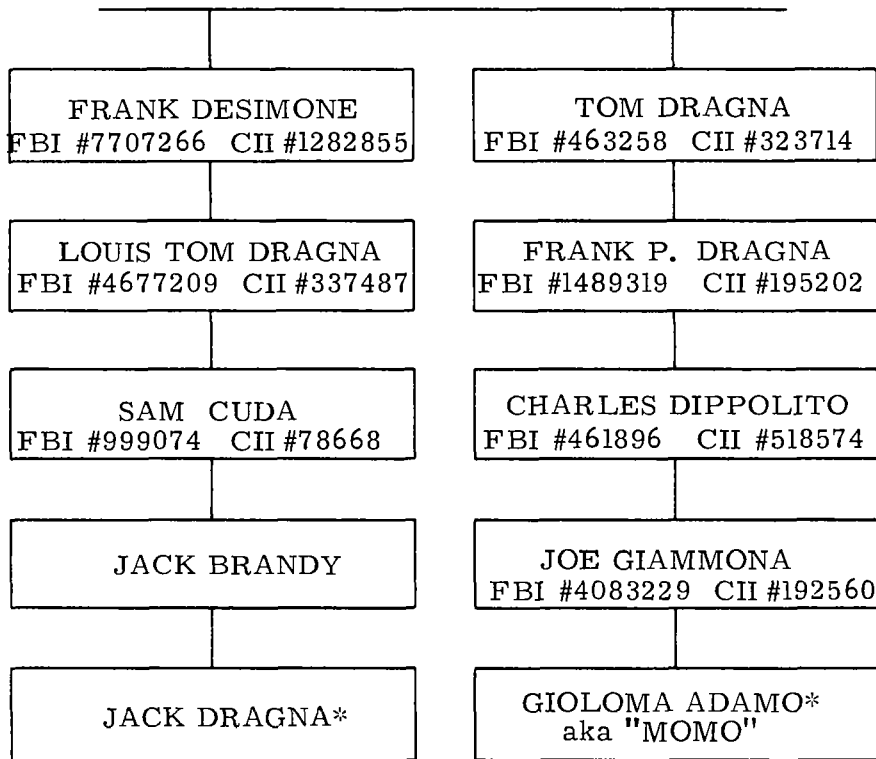 FRANK DESIMONE
FBI #7707266 CII #1282855
LOUIS TOM DRAGNA
FBI #4677209 CII #337487
SAM CUDA
FBI #999074 CII #78668
JACK BRANDY
JACK DRAGNA*
TOM DRAGNA
FBI #463258 CII #323714
FRANK P. DRAGNA
FBI #1489319 CII #195202
CHARLES DIPPOLITO
FBI #461896 CII #518574
JOE GIAMMONA
FBI #4083229 CII #192560
GIOLOMA ADAMO*
aka "MOMO"